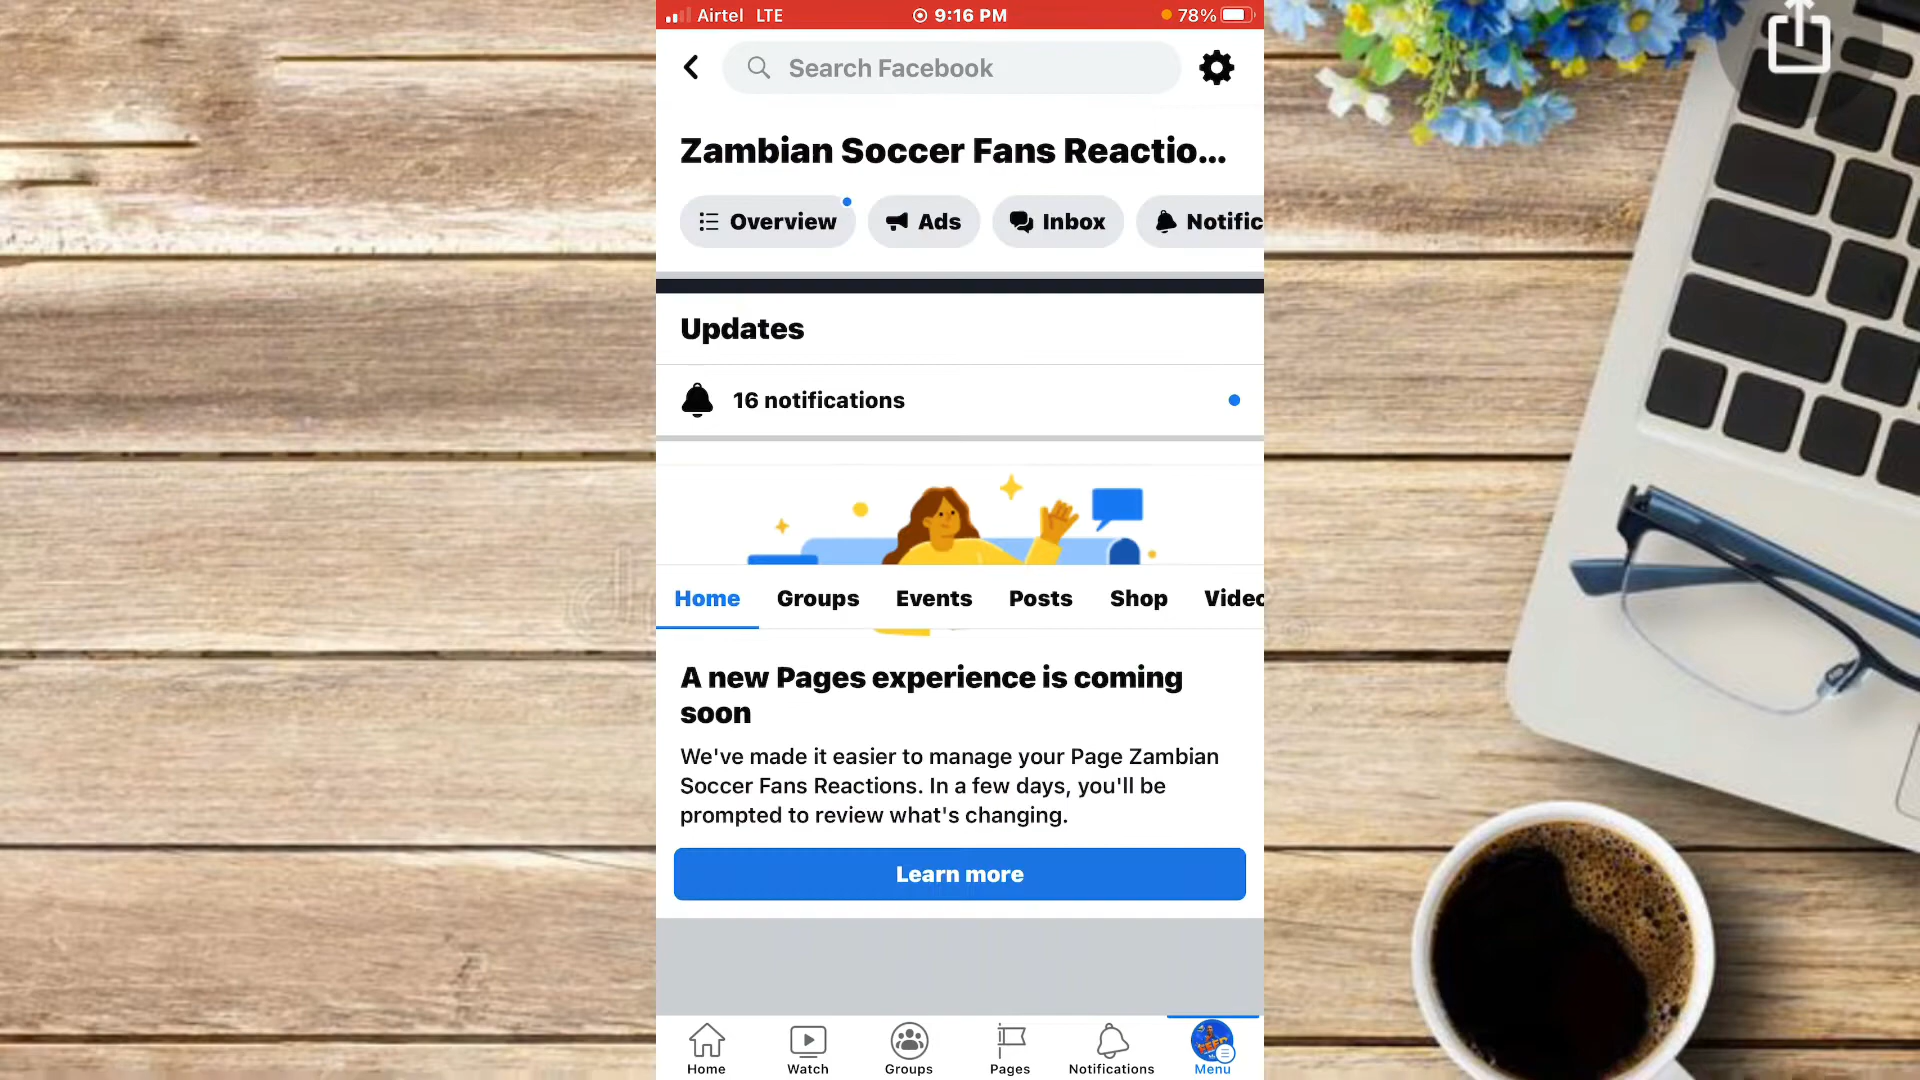 Airtel LTE 9:16 PM 78%
Search Facebook
Zambian Soccer Fans Reactio...
Overview Ads Inbox Notific
Updates
16 notifications
Home Groups Events Posts Shop Videc
A new Pages experience is coming
soon
We've made it easier to manage your Page Zambian
Soccer Fans Reactions. In a few days, you'll be
prompted to review what's changing.
Learn more
Home Watch Groups Pages Notifications Menu